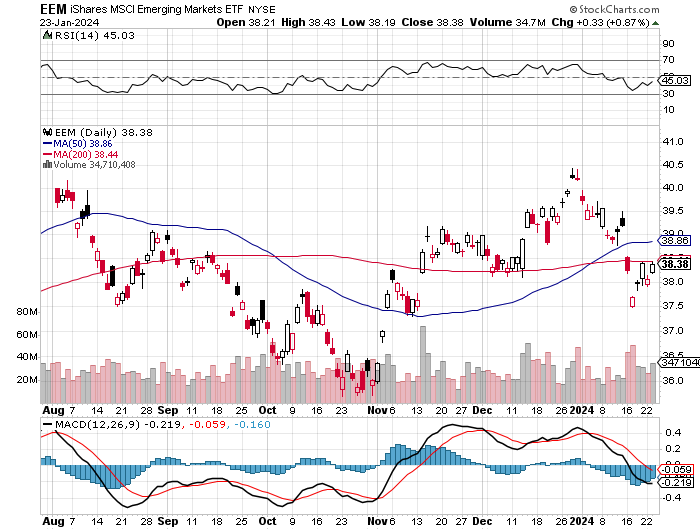 EEM iShares MSCI Emerging Markets ETF NYSE © StockCharts.com
23-Jan-2024 Open 38.21 High 38.43 Low 38.19 Close 38.38 Volume 34.7M Chg +0.33 (+0.87%)
RSI(14) 45.03
90
70
50
45.03
30
10
EEM (Daily) 38.38
MA(50) 38.86
MA(200) 38.44
Volume 34,710,408
41.0
40.5
40.0
39.5
39.0
38.86
38.38
38.0
37.5
80M 37.0
60M 36.5
40M 34710408
20M 36.0
Aug 7 14 21 28 Sep 11 18 25 Oct 9 16 23 Nov 6 13 20 27 Dec 11 18 26 2024 8 16 22
MACD(12,26,9) -0.219, -0.059, -0.160
0.4
0.2
0.0
-0.059
-0.219
-0.4
Aug 7 14 21 28 Sep 11 18 25 Oct 9 16 23 Nov 6 13 20 27 Dec 11 18 26 2024 8 16 22